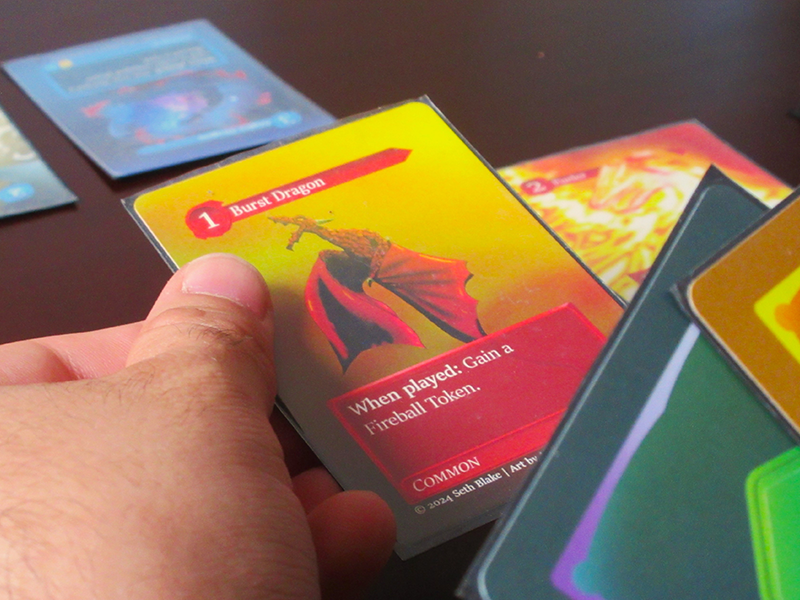 1 Burst Dragon
2
When played: Gain a
Fireball Token.
COMMON
© 2024 Seth Blake | Art by